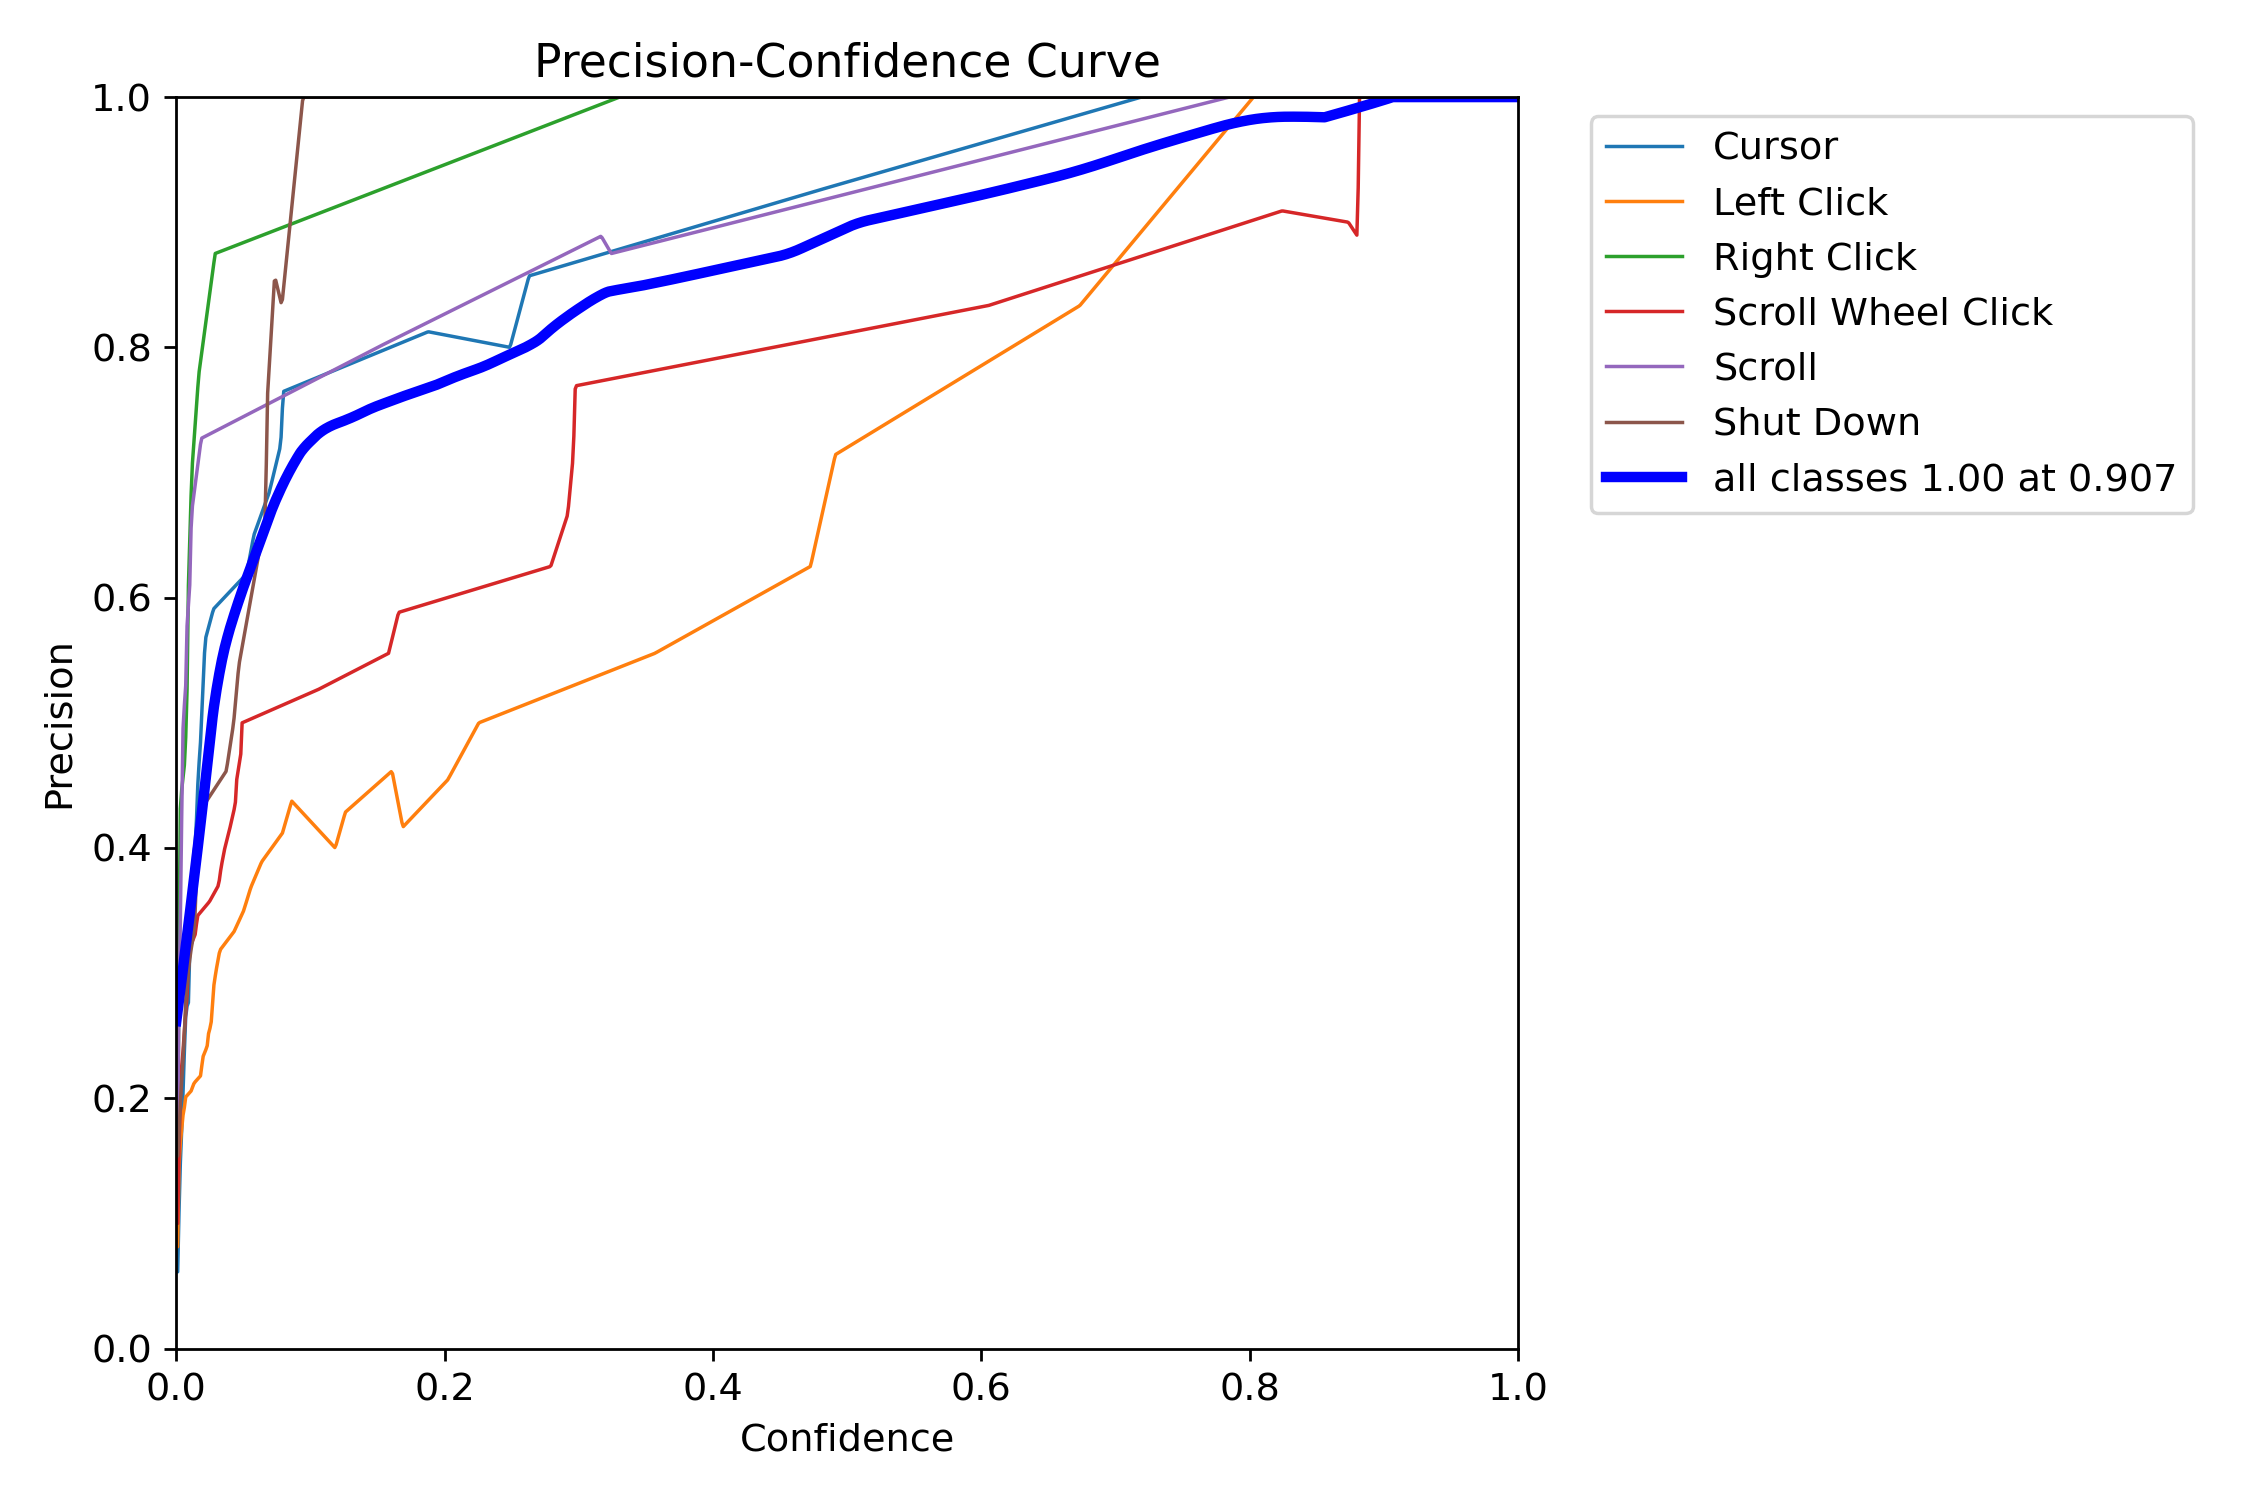 Precision-Confidence Curve
1.0
0.8
0.6
0.4
0.2
0.0
Precision
0.0 0.2 0.4 0.6 0.8 1.0
Confidence
Cursor
Left Click
Right Click
Scroll Wheel Click
Scroll
Shut Down
all classes 1.00 at 0.907